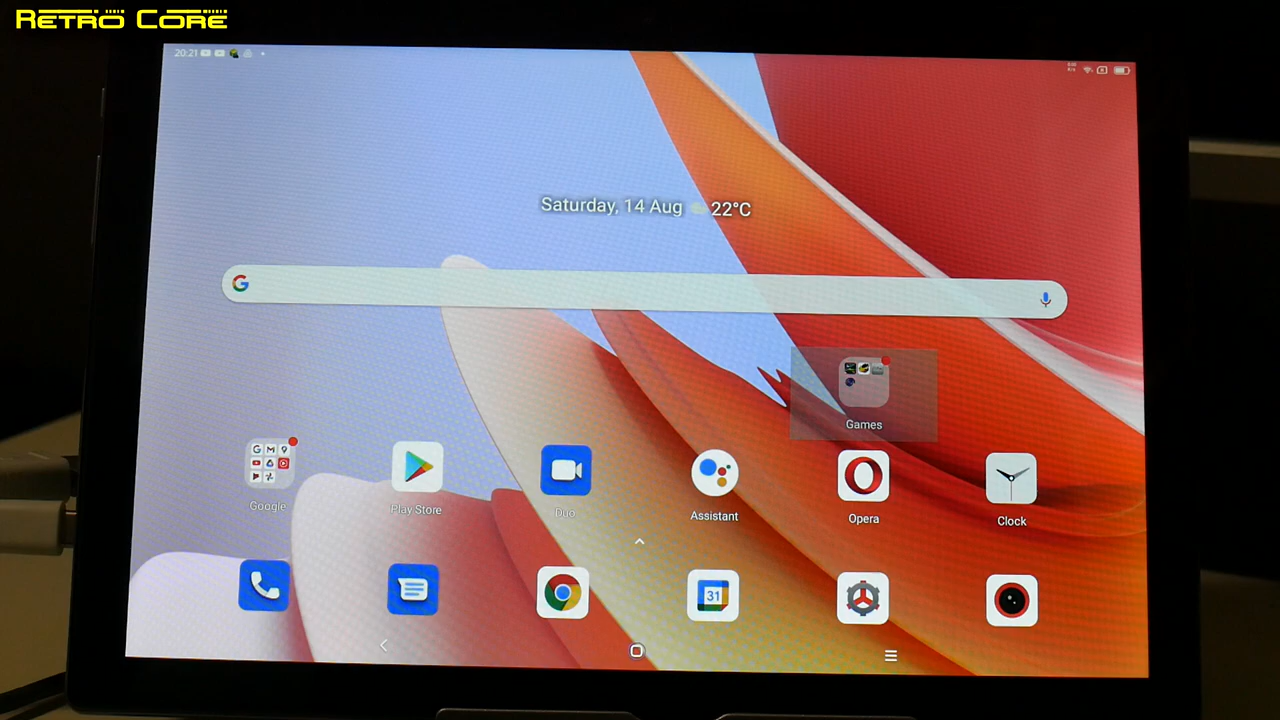 RETRO CORE
20:21
Saturday, 14 Aug 22°C
Games
Google
Play Store
Duo
Assistant
Opera
Clock
31